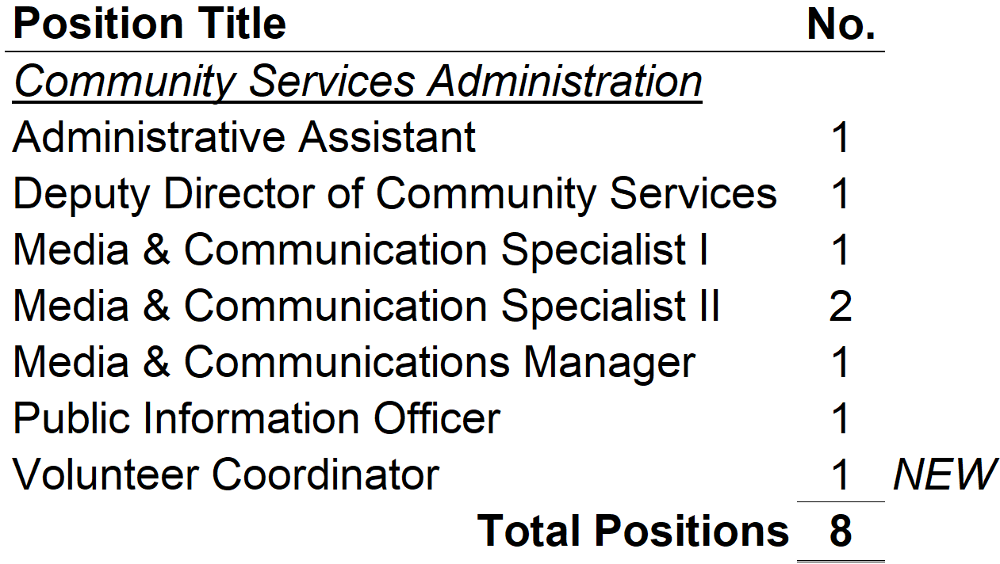 Position Title No.
Community Services Administration
Administrative Assistant 1
Deputy Director of Community Services 1
Media & Communication Specialist I 1
Media & Communication Specialist II 2
Media & Communications Manager 1
Public Information Officer 1
Volunteer Coordinator 1 NEW
Total Positions 8